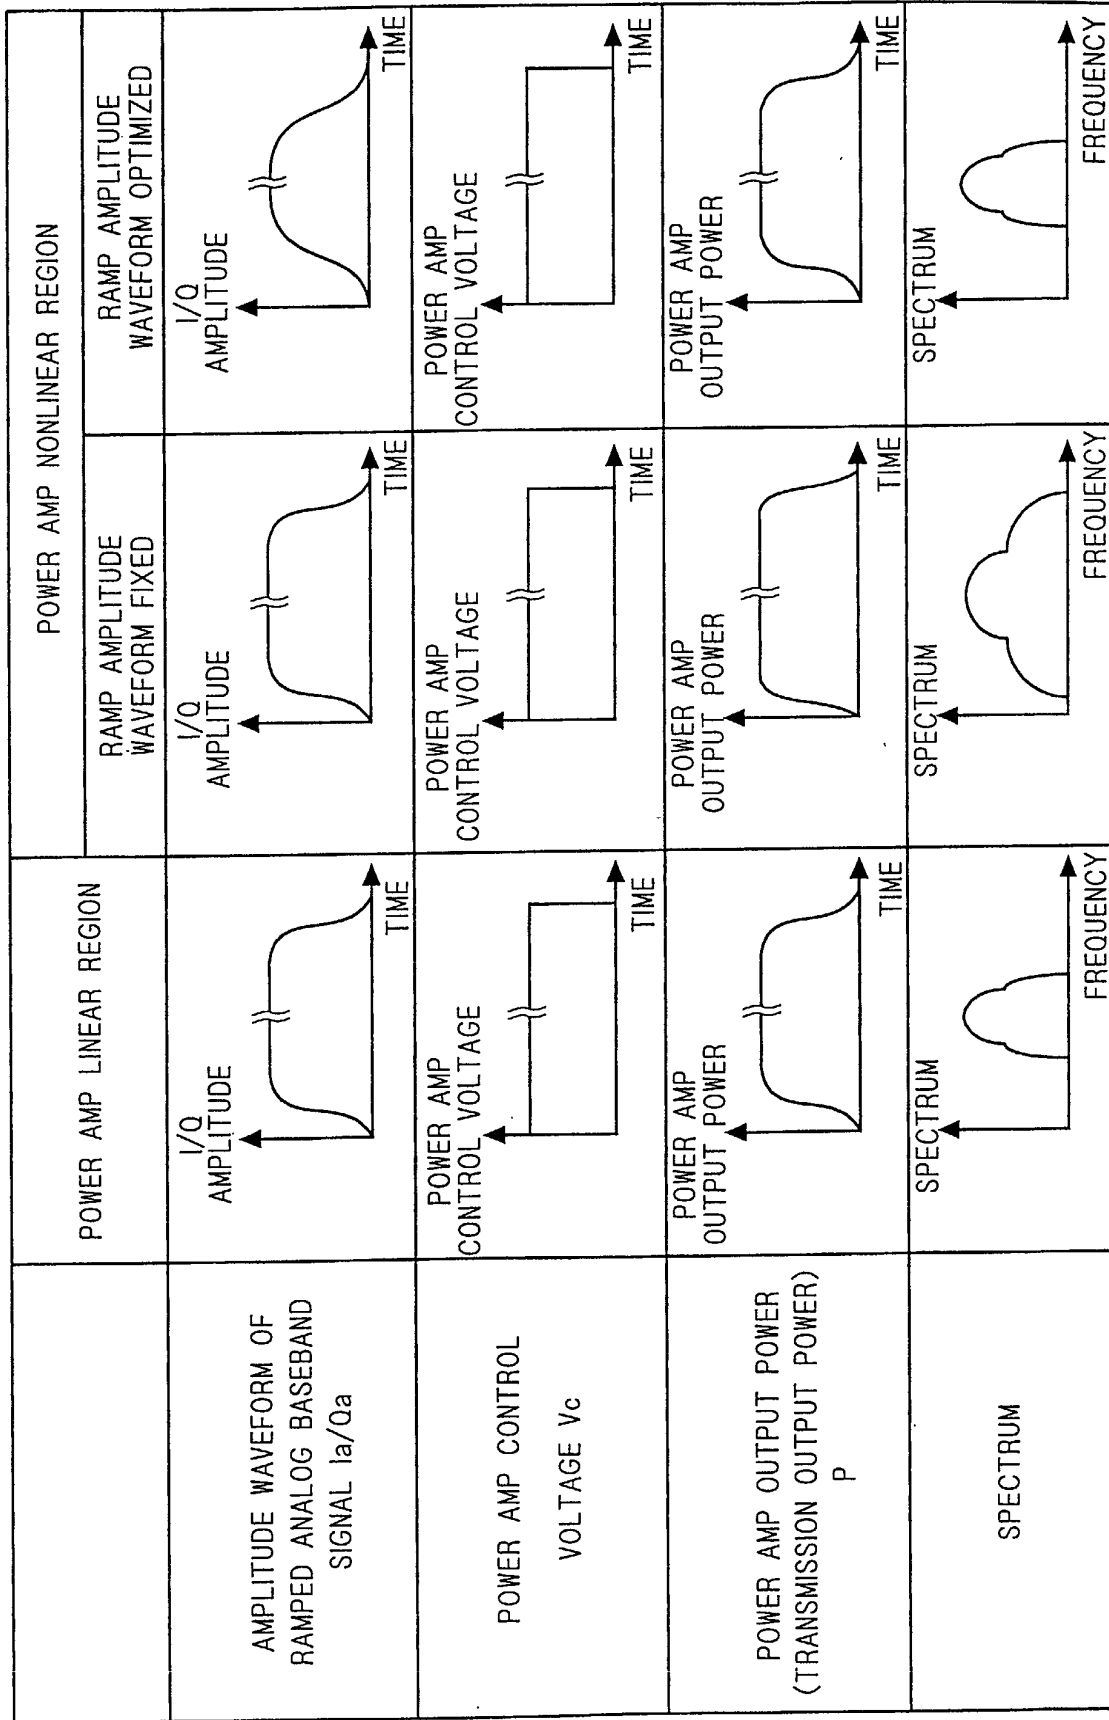 POWER AMP LINEAR REGION
POWER AMP NONLINEAR REGION
RAMP AMPLITUDE
WAVEFORM FIXED
RAMP AMPLITUDE
WAVEFORM OPTIMIZED
AMPLITUDE WAVEFORM OF
RAMPED ANALOG BASEBAND
SIGNAL Ia/Qa
I/Q
AMPLITUDE
TIME
I/Q
AMPLITUDE
TIME
I/Q
AMPLITUDE
TIME
POWER AMP CONTROL
VOLTAGE Vc
POWER AMP
CONTROL VOLTAGE
TIME
POWER AMP
CONTROL VOLTAGE
TIME
POWER AMP
CONTROL VOLTAGE
TIME
POWER AMP OUTPUT POWER
(TRANSMISSION OUTPUT POWER)
P
POWER AMP
OUTPUT POWER
TIME
POWER AMP
OUTPUT POWER
TIME
POWER AMP
OUTPUT POWER
TIME
SPECTRUM
SPECTRUM
FREQUENCY
SPECTRUM
FREQUENCY
SPECTRUM
FREQUENCY